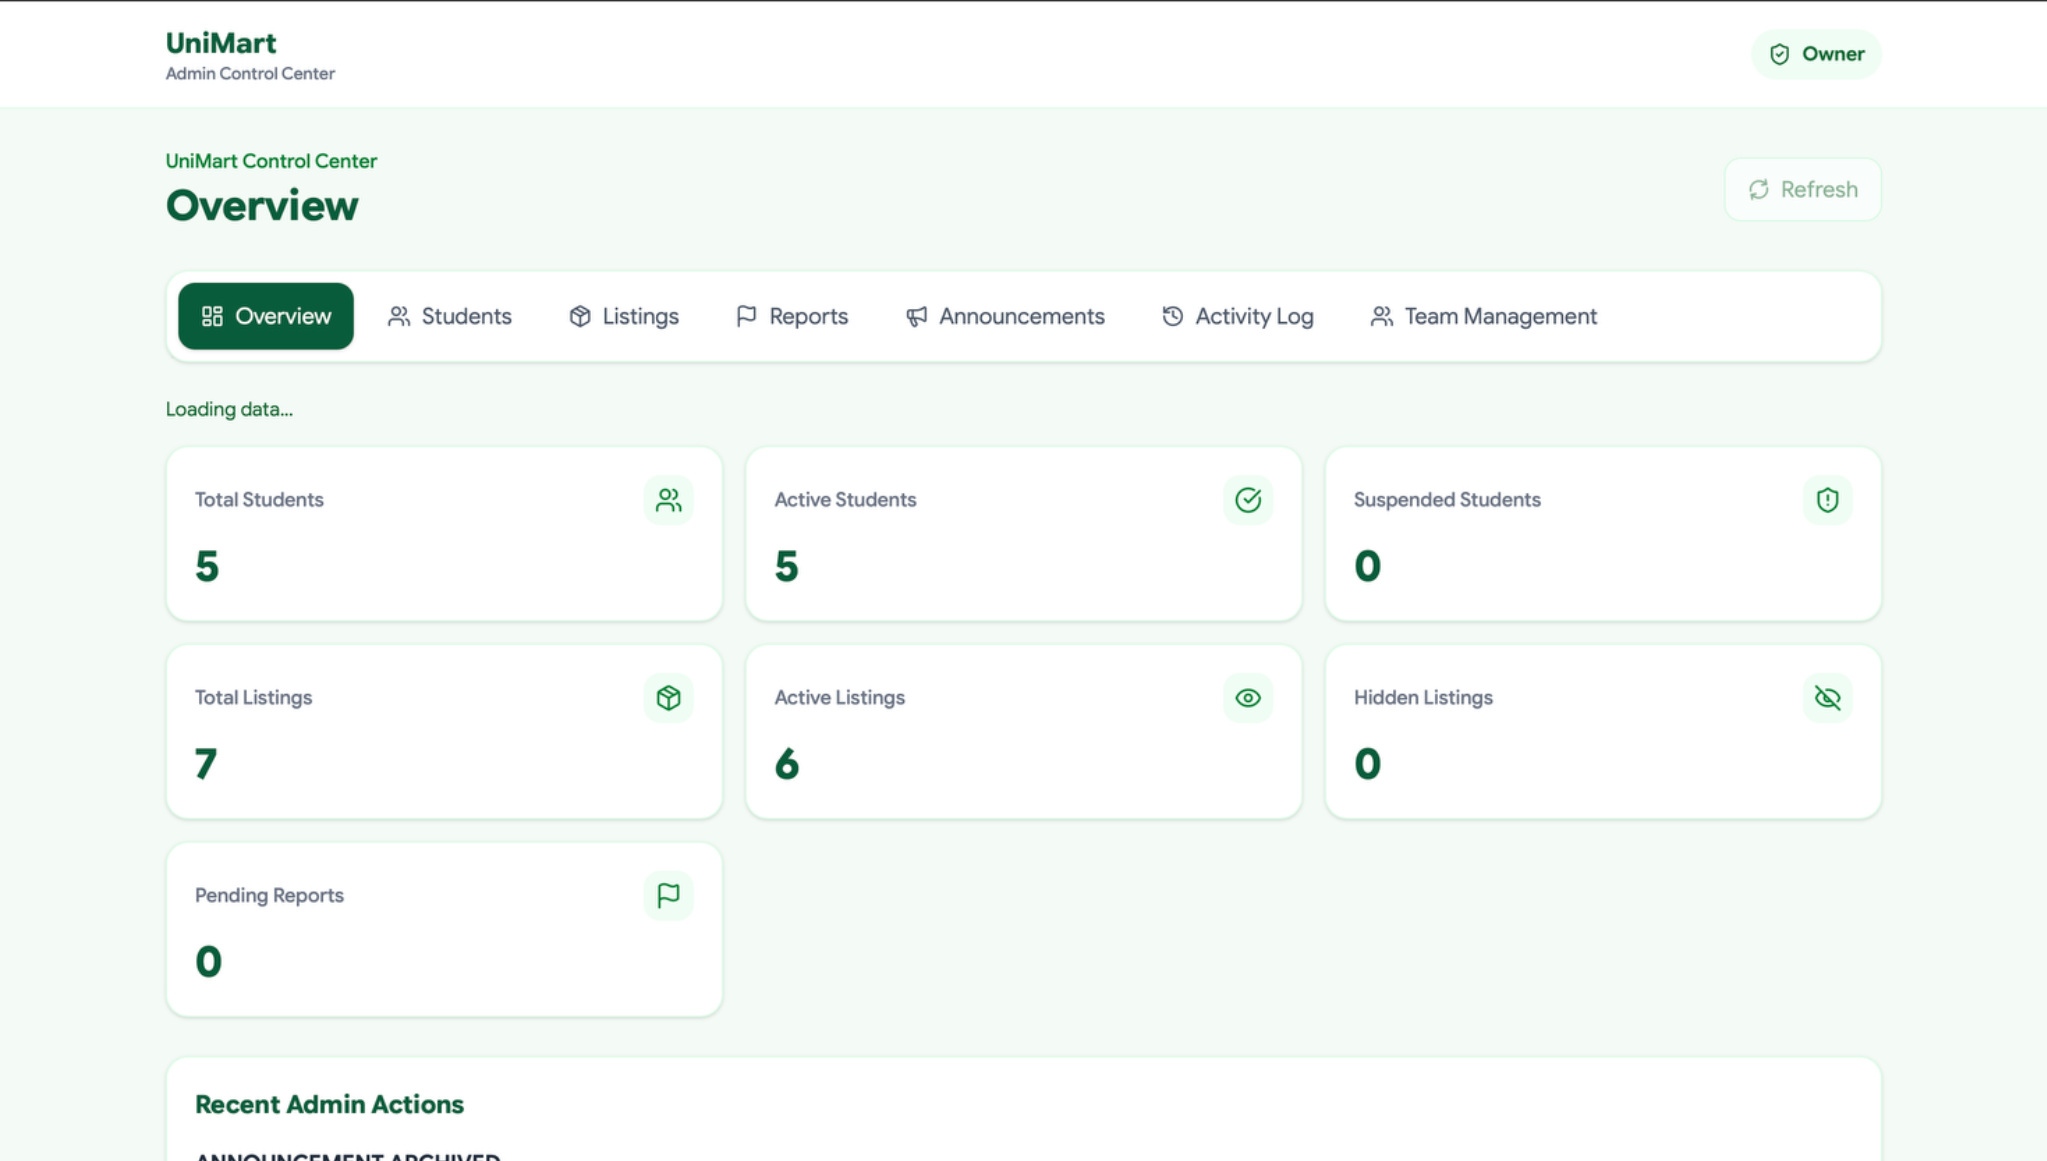 UniMart
Admin Control Center
Owner
UniMart Control Center
Overview
Refresh
Overview Students Listings Reports Announcements Activity Log Team Management
Loading data...
Total Students
5
Active Students
5
Suspended Students
0
Total Listings
7
Active Listings
6
Hidden Listings
0
Pending Reports
0
Recent Admin Actions
ANNOUNCEMENT ARCHIVED